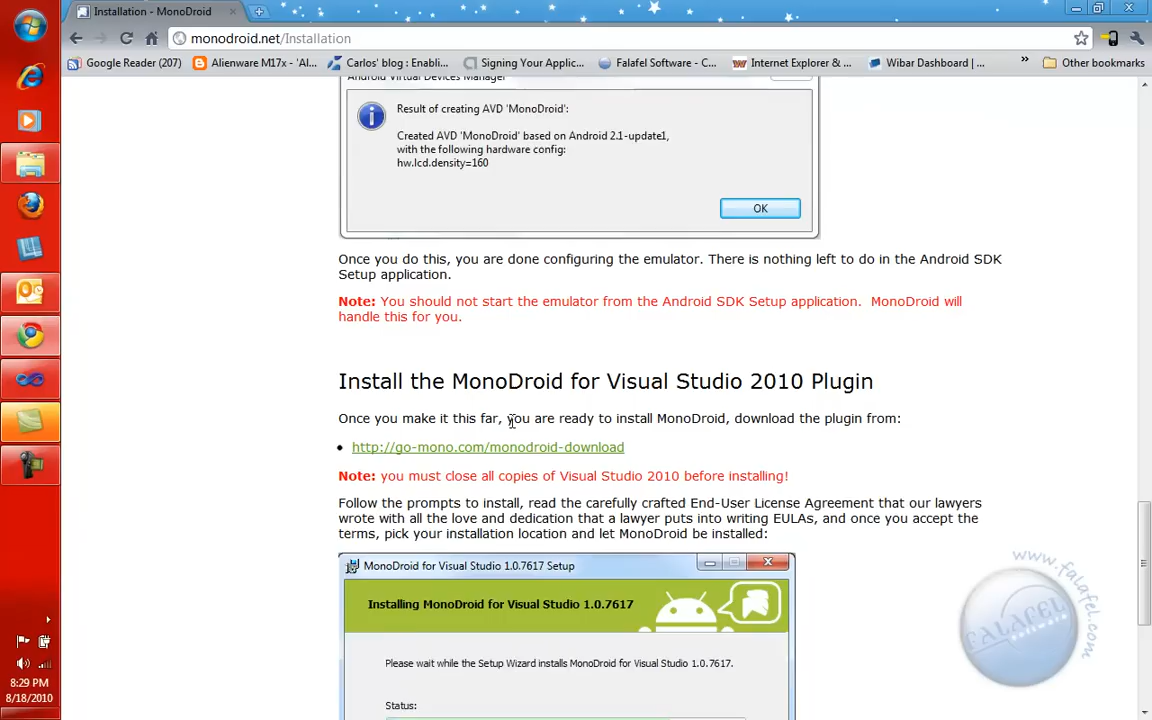 Installation - MonoDroid
monodroid.net/Installation
Google Reader (207)
Alienware M17x - 'Al...
Carlos' blog : Enabli...
Signing Your Applic...
Falafel Software - C...
Internet Explorer & ...
Wibar Dashboard | ...
»
Other bookmarks
Android Virtual Devices Manager
Result of creating AVD 'MonoDroid':
Created AVD 'MonoDroid' based on Android 2.1-update1,
with the following hardware config:
hw.lcd.density=160
OK
Once you do this, you are done configuring the emulator. There is nothing left to do in the Android SDK
Setup application.
Note: You should not start the emulator from the Android SDK Setup application. MonoDroid will
handle this for you.
Install the MonoDroid for Visual Studio 2010 Plugin
Once you make it this far, you are ready to install MonoDroid, download the plugin from:
• http://go-mono.com/monodroid-download
Note: you must close all copies of Visual Studio 2010 before installing!
Follow the prompts to install, read the carefully crafted End-User License Agreement that our lawyers
wrote with all the love and dedication that a lawyer puts into writing EULAs, and once you accept the
terms, pick your installation location and let MonoDroid be installed:
MonoDroid for Visual Studio 1.0.7617 Setup
Installing MonoDroid for Visual Studio 1.0.7617
Please wait while the Setup Wizard installs MonoDroid for Visual Studio 1.0.7617.
Status:
www.falafel.com
FALAFEL
Software
8:29 PM
8/18/2010